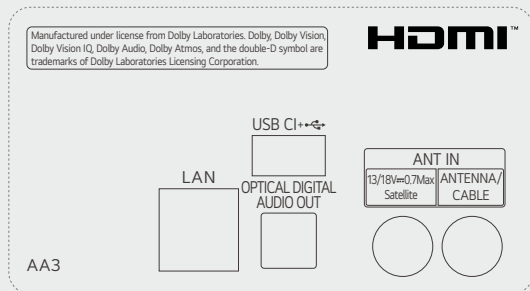 Manufactured under license from Dolby Laboratories. Dolby, Dolby Vision,
Dolby Vision IQ, Dolby Audio, Dolby Atmos, and the double-D symbol are
trademarks of Dolby Laboratories Licensing Corporation.
HDMI™
USB CI+
LAN
OPTICAL DIGITAL
AUDIO OUT
ANT IN
13/18V⎓0.7Max
Satellite
ANTENNA/
CABLE
AA3